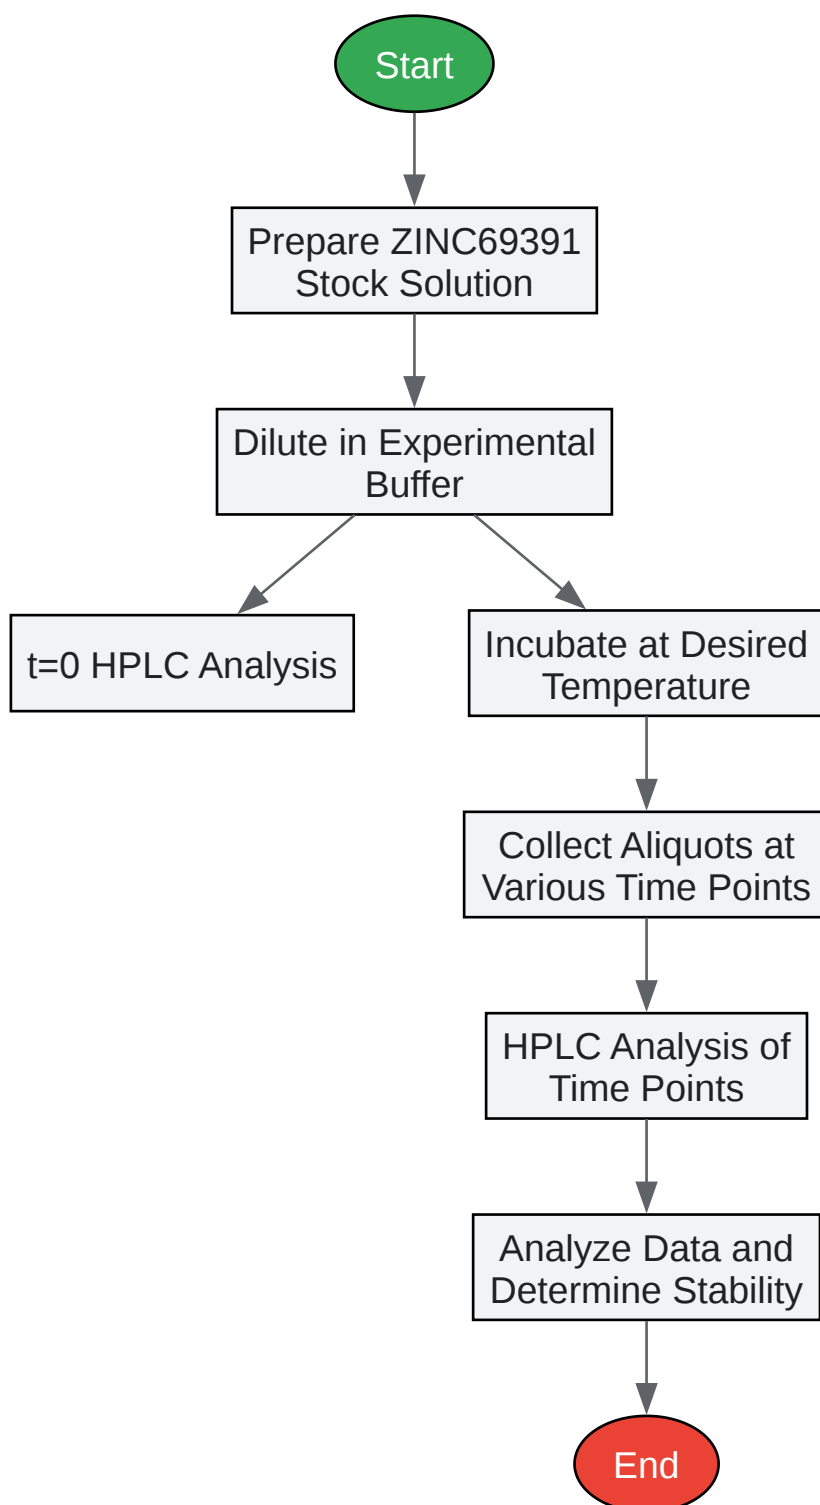 Start
Prepare ZINC69391
Stock Solution
Dilute in Experimental
Buffer
t=0 HPLC Analysis
Incubate at Desired
Temperature
Collect Aliquots at
Various Time Points
HPLC Analysis of
Time Points
Analyze Data and
Determine Stability
End